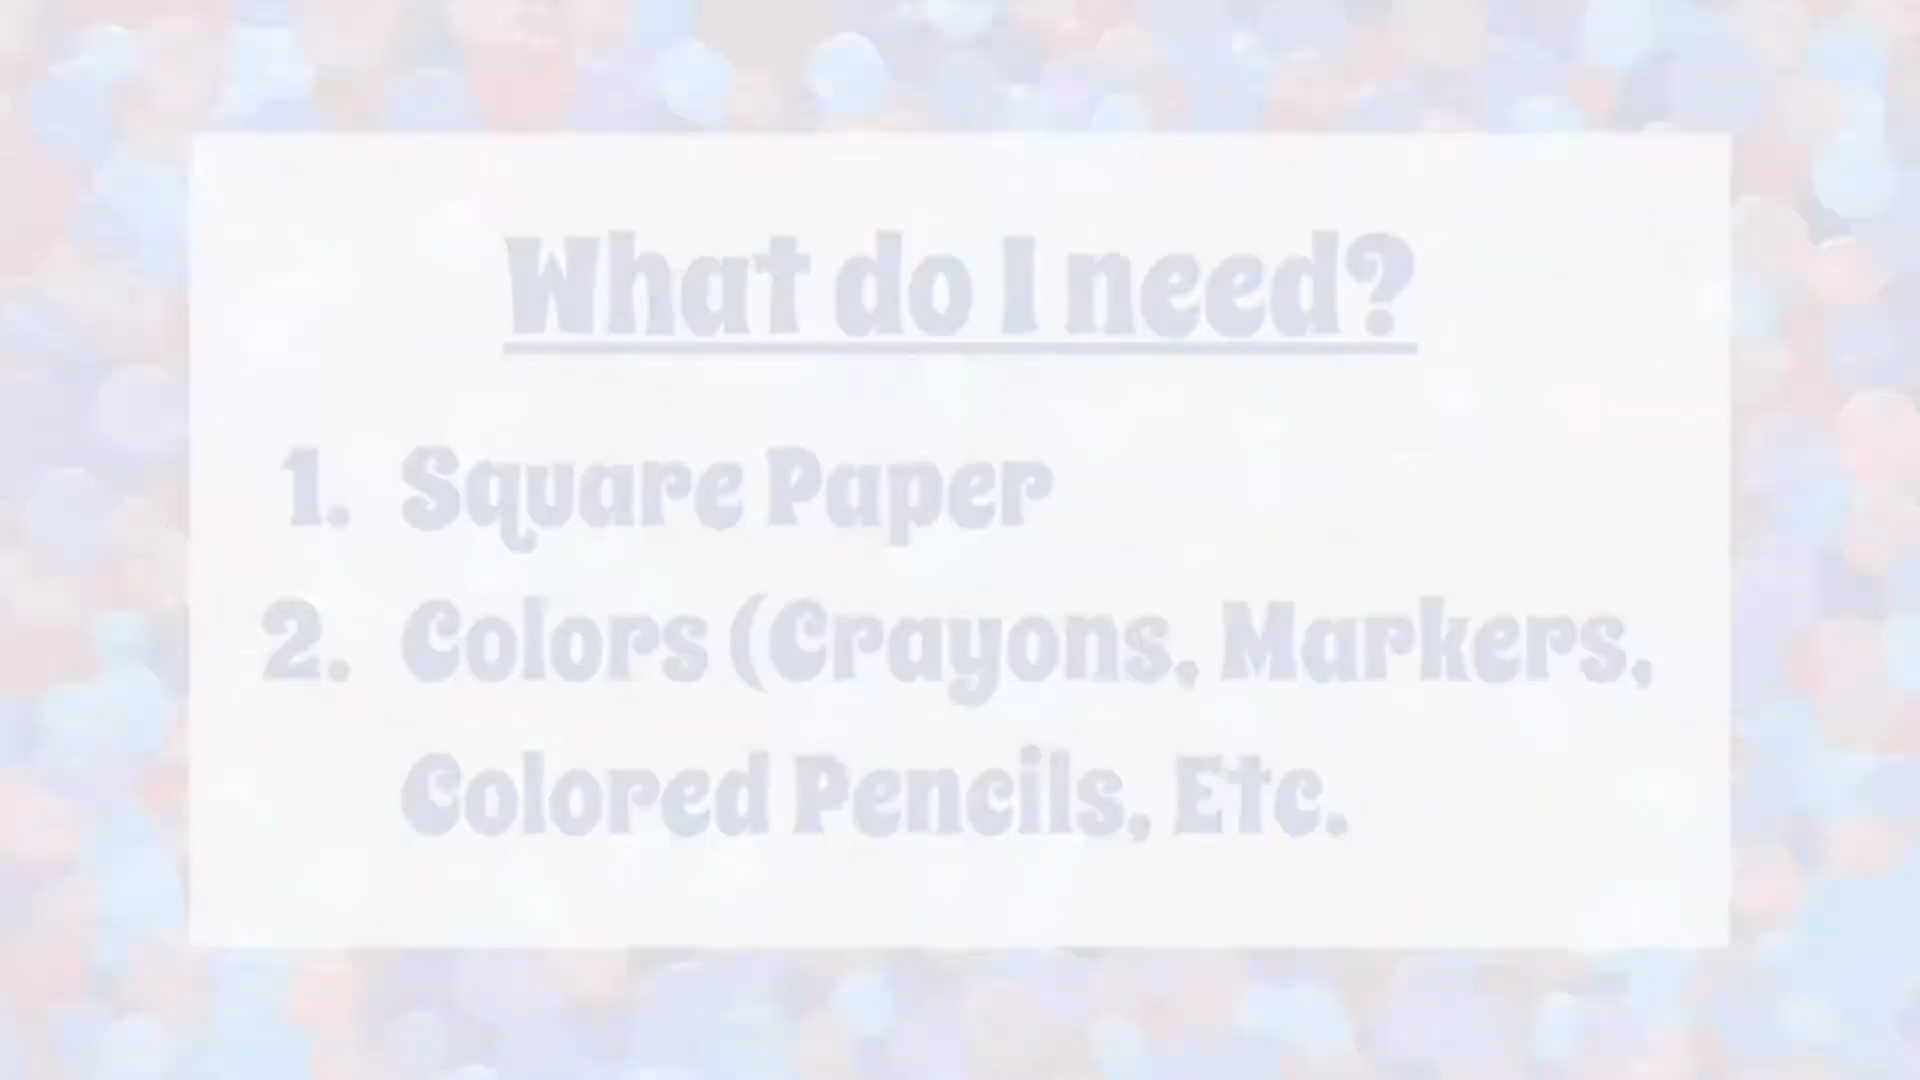 What do I need?
1. Square Paper
2. Colors (Crayons, Markers,
Colored Pencils, Etc.